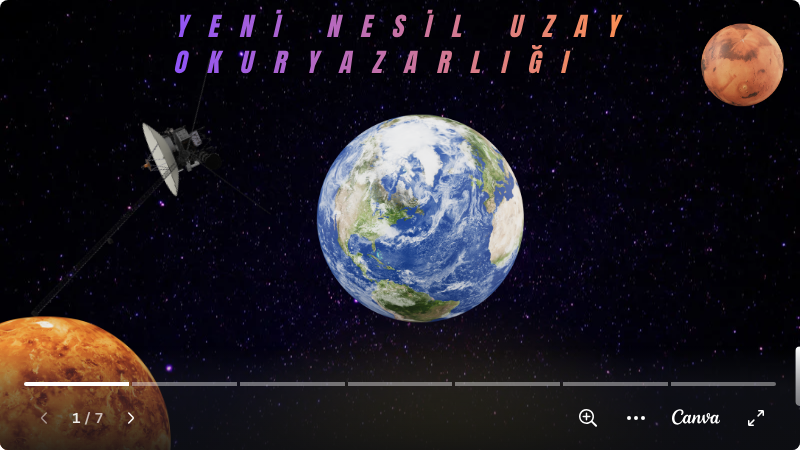 YENİ NESİL UZAY
OKURYAZARLIĞI
1 / 7
Canva